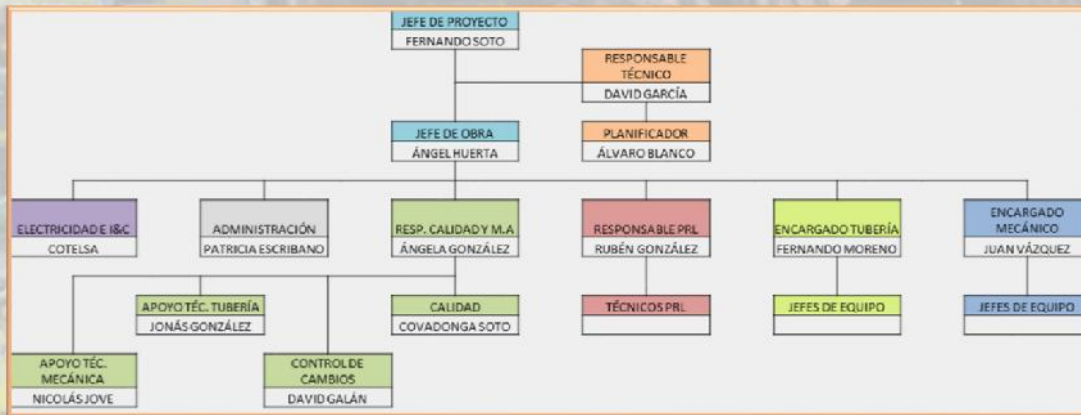 JEFE DE PROYECTO
FERNANDO SOTO
RESPONSABLE
TÉCNICO
DAVID GARCÍA
JEFE DE OBRA
ÁNGEL HUERTA
PLANIFICADOR
ÁLVARO BLANCO
ELECTRICIDAD E I&C
COTELSA
ADMINISTRACIÓN
PATRICIA ESCRIBANO
RESP. CALIDAD Y M.A
ÁNGELA GONZÁLEZ
RESPONSABLE PRL
RUBÉN GONZÁLEZ
ENCARGADO TUBERÍA
FERNANDO MORENO
ENCARGADO
MECÁNICO
JUAN VÁZQUEZ
APOYO TÉC. TUBERÍA
JONÁS GONZÁLEZ
CALIDAD
COVADONGA SOTO
TÉCNICOS PRL
JEFES DE EQUIPO
JEFES DE EQUIPO
APOYO TÉC.
MECÁNICA
NICOLÁS JOVE
CONTROL DE
CAMBIOS
DAVID GALÁN